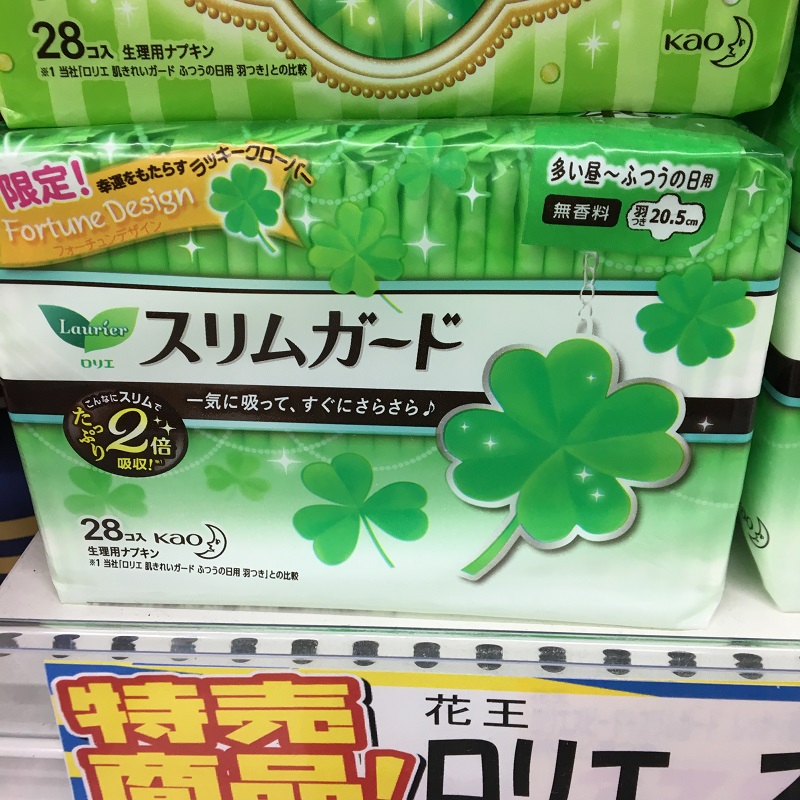 28コ入 生理用ナプキン
※1 当社「ロリエ 肌きれいガード ふつうの日用 羽つき」との比較
Kao
限定!
幸運をもたらすラッキークローバー
Fortune Design
フォーチュンデザイン
多い昼~ふつうの日用
無香料
羽つき 20.5cm
Laurier
ロリエ
スリムガード
一気に吸って、すぐにさらさら♪
こんなにスリムで
たっぷり
2倍
吸収!※1
28コ入 Kao
生理用ナプキン
※1 当社「ロリエ 肌きれいガード ふつうの日用 羽つき」との比較
特売
商品!
花王
ロリエ